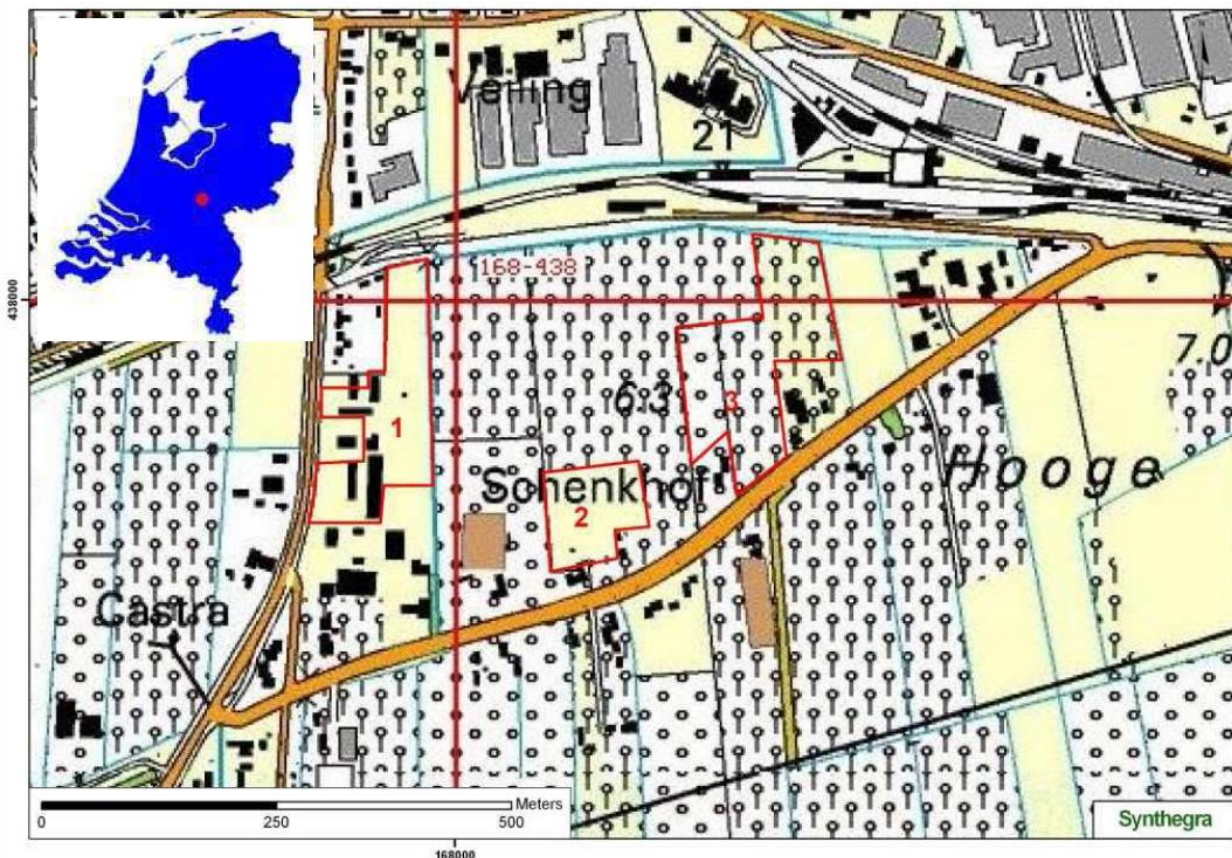 Veiling
21
168-438
438000
7.0
6.3
3
1
Hooge
Schenkhof
2
Castra
Meters
0 250 500
Synthegra
168000